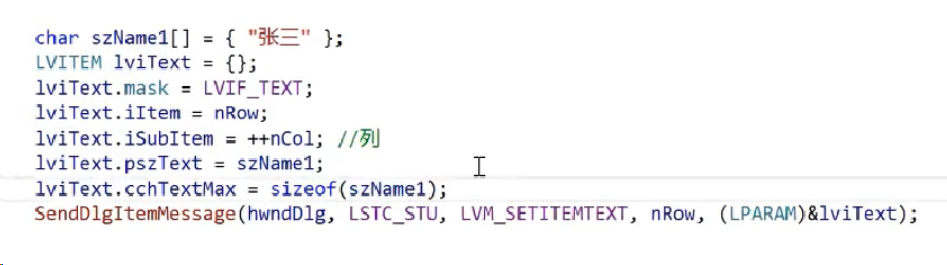 char szName1[] = { "张三" };
LVITEM lviText = {};
lviText.mask = LVIF_TEXT;
lviText.iItem = nRow;
lviText.iSubItem = ++nCol; //列
lviText.pszText = szName1;
lviText.cchTextMax = sizeof(szName1);
SendDlgItemMessage(hwndDlg, LSTC_STU, LVM_SETITEMTEXT, nRow, (LPARAM)&lviText);